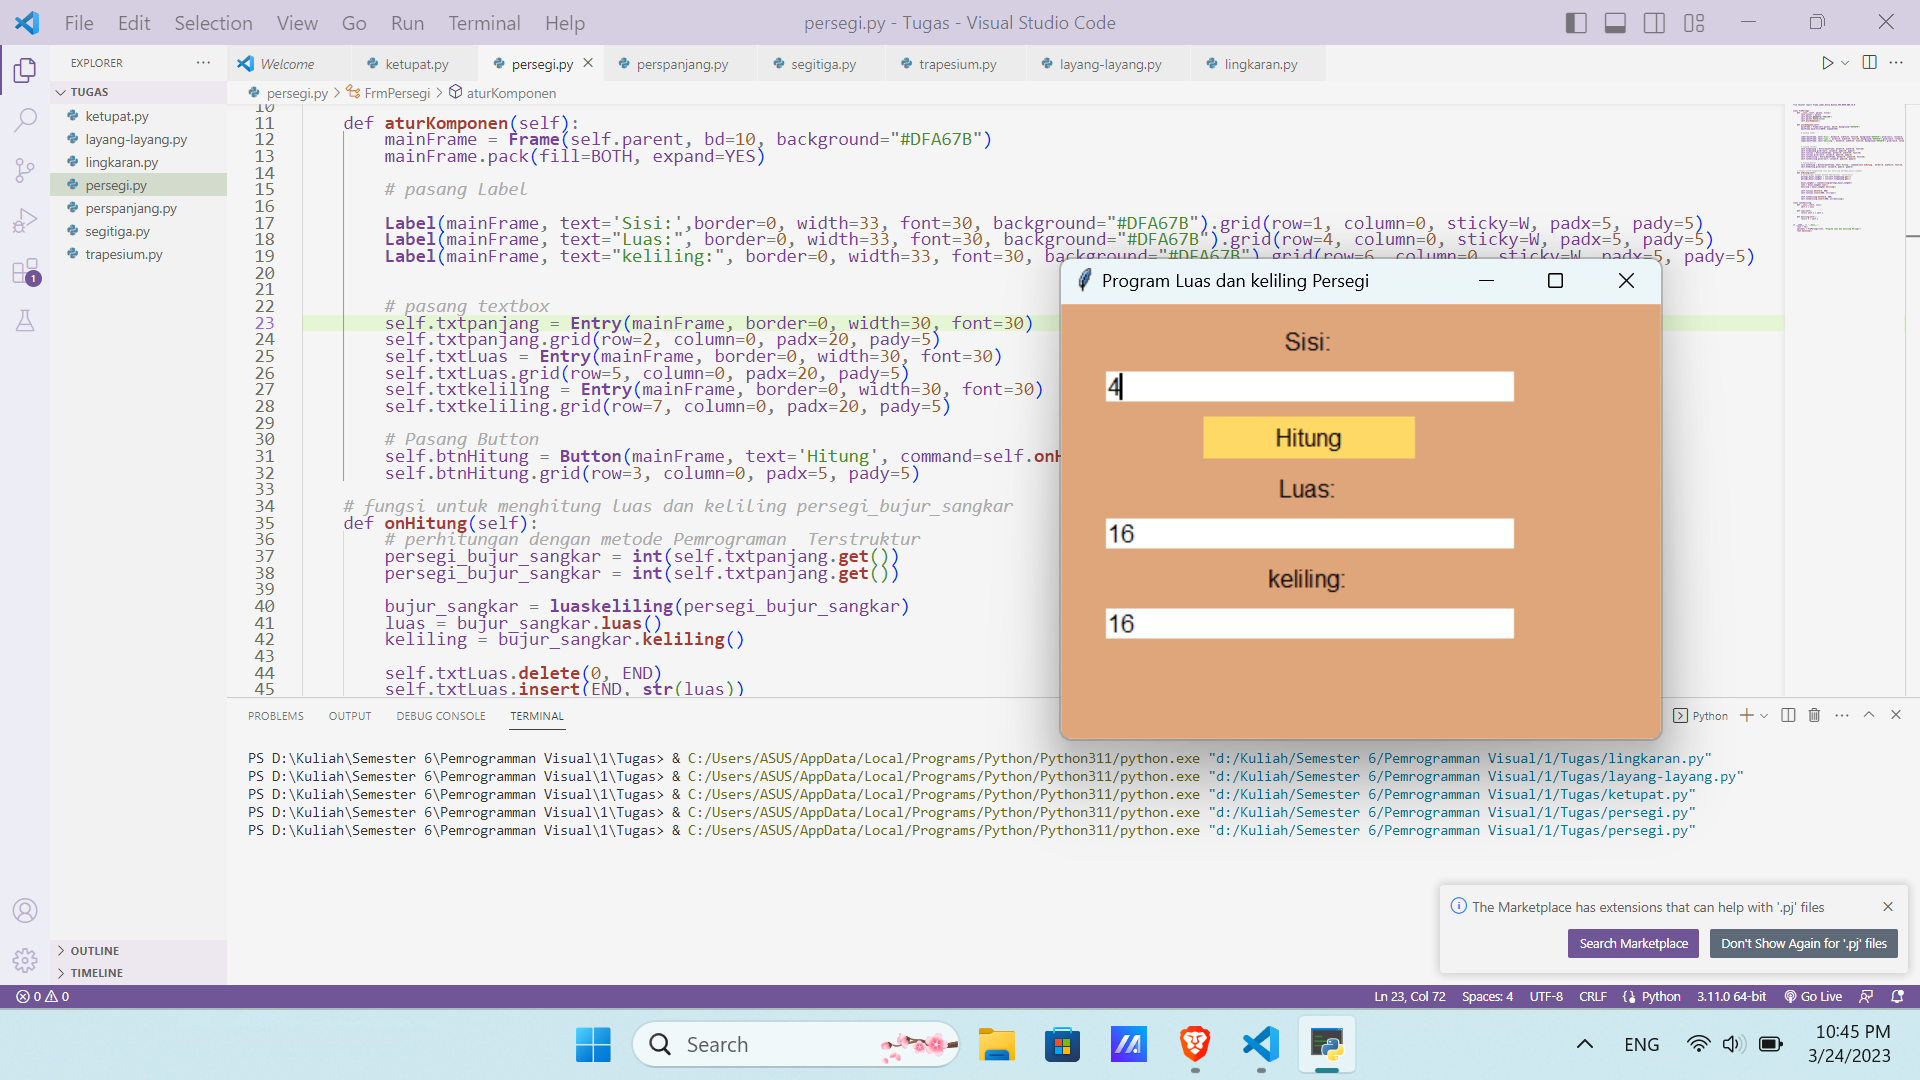 File Edit Selection View Go Run Terminal Help
persegi.py - Tugas - Visual Studio Code
EXPLORER
Welcome
ketupat.py
persegi.py
perspanjang.py
segitiga.py
trapesium.py
layang-layang.py
lingkaran.py
TUGAS
ketupat.py
layang-layang.py
lingkaran.py
persegi.py
perspanjang.py
segitiga.py
trapesium.py
OUTLINE
TIMELINE
persegi.py > FrmPersegi > aturKomponen
10
11 def aturKomponen(self):
12 mainFrame = Frame(self.parent, bd=10, background="#DFA67B")
13 mainFrame.pack(fill=BOTH, expand=YES)
14
15 # pasang Label
16
17 Label(mainFrame, text='Sisi:',border=0, width=33, font=30, background="#DFA67B").grid(row=1, column=0, sticky=W, padx=5, pady=5)
18 Label(mainFrame, text="Luas:", border=0, width=33, font=30, background="#DFA67B").grid(row=4, column=0, sticky=W, padx=5, pady=5)
19 Label(mainFrame, text="keliling:", border=0, width=33, font=30, background="#DFA67B").grid(row=6, column=0, sticky=W, padx=5, pady=5)
20
21
22 # pasang textbox
23 self.txtpanjang = Entry(mainFrame, border=0, width=30, font=30)
24 self.txtpanjang.grid(row=2, column=0, padx=20, pady=5)
25 self.txtLuas = Entry(mainFrame, border=0, width=30, font=30)
26 self.txtLuas.grid(row=5, column=0, padx=20, pady=5)
27 self.txtkeliling = Entry(mainFrame, border=0, width=30, font=30)
28 self.txtkeliling.grid(row=7, column=0, padx=20, pady=5)
29
30 # Pasang Button
31 self.btnHitung = Button(mainFrame, text='Hitung', command=self.onH
32 self.btnHitung.grid(row=3, column=0, padx=5, pady=5)
33
34 # fungsi untuk menghitung luas dan keliling persegi_bujur_sangkar
35 def onHitung(self):
36 # perhitungan dengan metode Pemrograman  Terstruktur
37 persegi_bujur_sangkar = int(self.txtpanjang.get())
38 persegi_bujur_sangkar = int(self.txtpanjang.get())
39
40 bujur_sangkar = luaskeliling(persegi_bujur_sangkar)
41 luas = bujur_sangkar.luas()
42 keliling = bujur_sangkar.keliling()
43
44 self.txtLuas.delete(0, END)
45 self.txtLuas.insert(END, str(luas))
Program Luas dan keliling Persegi
Sisi:
4
Hitung
Luas:
16
keliling:
16
PROBLEMS OUTPUT DEBUG CONSOLE TERMINAL
Python
PS D:\Kuliah\Semester 6\Pemrogramman Visual\1\Tugas> & C:/Users/ASUS/AppData/Local/Programs/Python/Python311/python.exe "d:/Kuliah/Semester 6/Pemrogramman Visual/1/Tugas/lingkaran.py"
PS D:\Kuliah\Semester 6\Pemrogramman Visual\1\Tugas> & C:/Users/ASUS/AppData/Local/Programs/Python/Python311/python.exe "d:/Kuliah/Semester 6/Pemrogramman Visual/1/Tugas/layang-layang.py"
PS D:\Kuliah\Semester 6\Pemrogramman Visual\1\Tugas> & C:/Users/ASUS/AppData/Local/Programs/Python/Python311/python.exe "d:/Kuliah/Semester 6/Pemrogramman Visual/1/Tugas/ketupat.py"
PS D:\Kuliah\Semester 6\Pemrogramman Visual\1\Tugas> & C:/Users/ASUS/AppData/Local/Programs/Python/Python311/python.exe "d:/Kuliah/Semester 6/Pemrogramman Visual/1/Tugas/persegi.py"
PS D:\Kuliah\Semester 6\Pemrogramman Visual\1\Tugas> & C:/Users/ASUS/AppData/Local/Programs/Python/Python311/python.exe "d:/Kuliah/Semester 6/Pemrogramman Visual/1/Tugas/persegi.py"
The Marketplace has extensions that can help with '.pj' files
Search Marketplace
Don't Show Again for '.pj' files
1
0 0
Ln 23, Col 72 Spaces: 4 UTF-8 CRLF Python 3.11.0 64-bit Go Live
Search
ENG
10:45 PM
3/24/2023